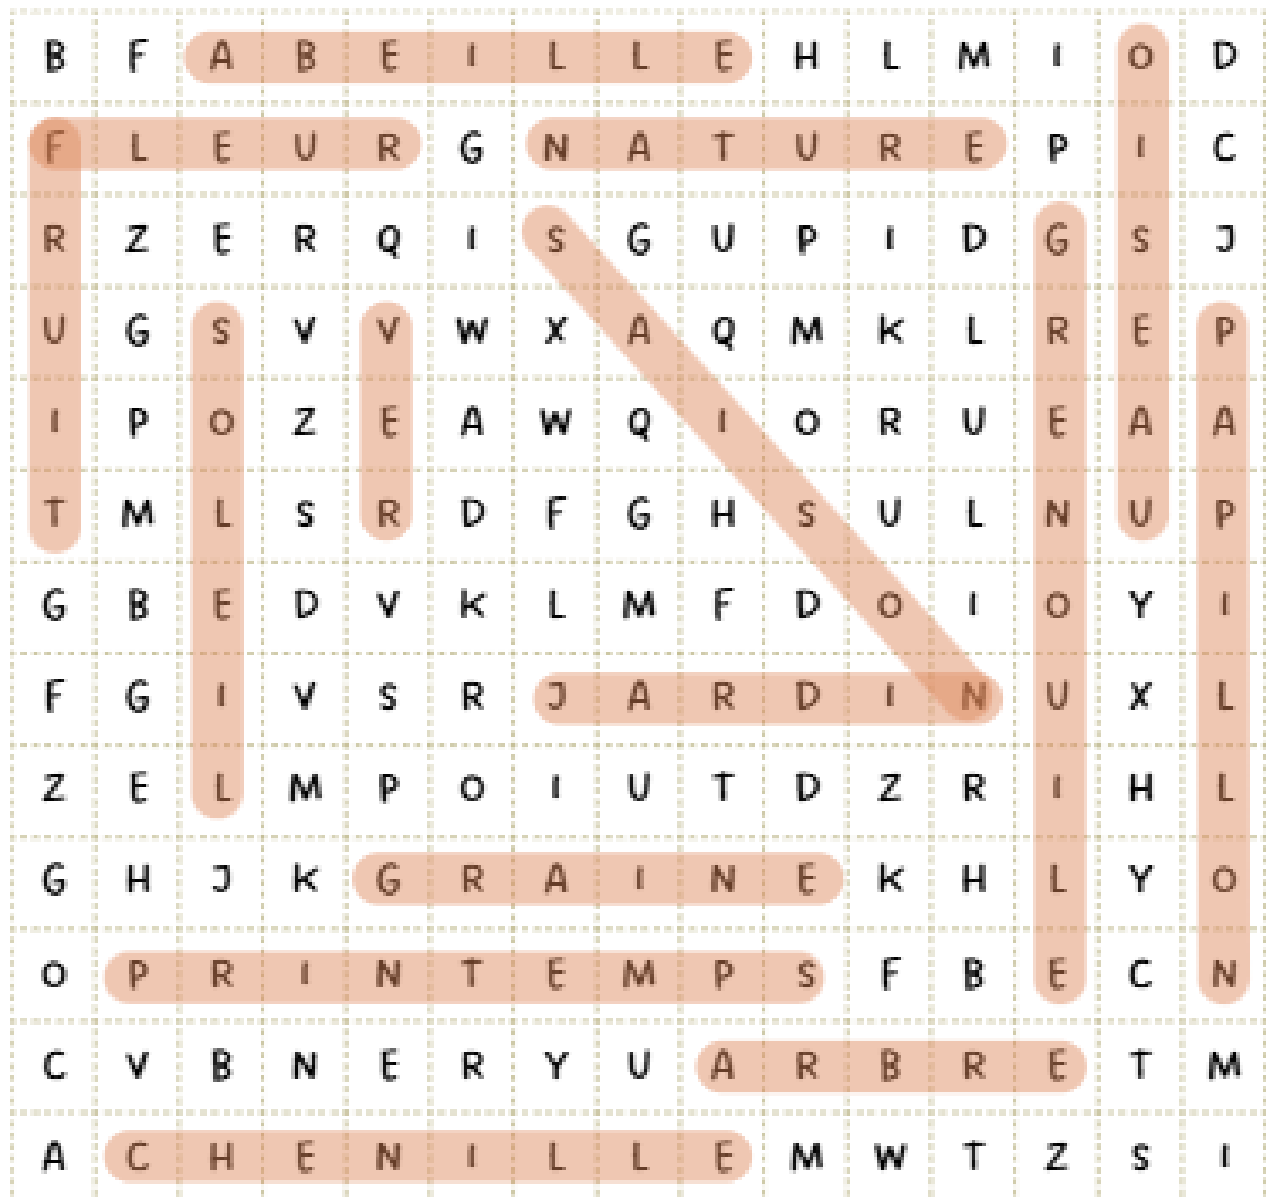 B F A B E I L L E H L M I O D
F L E U R G N A T U R E P I C
R Z E R Q I S G U P I D G S J
U G S V V W X A Q M K L R E P
I P O Z E A W Q I O R U E A A
T M L S R D F G H S U L N U P
G B E D V K L M F D O I O Y I
F G I V S R J A R D I N U X L
Z E L M P O I U T D Z R I H L
G H J K G R A I N E K H L Y O
O P R I N T E M P S F B E C N
C V B N E R Y U A R B R E T M
A C H E N I L L E M W T Z S I